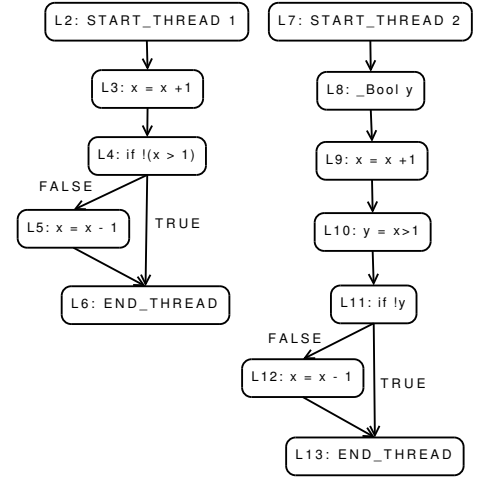 L2: START_THREAD 1
L3: x = x +1
L4: if !(x > 1)
FALSE
L5: x = x - 1
TRUE
L6: END_THREAD
L7: START_THREAD 2
L8: _Bool y
L9: x = x +1
L10: y = x>1
L11: if !y
FALSE
L12: x = x - 1
TRUE
L13: END_THREAD